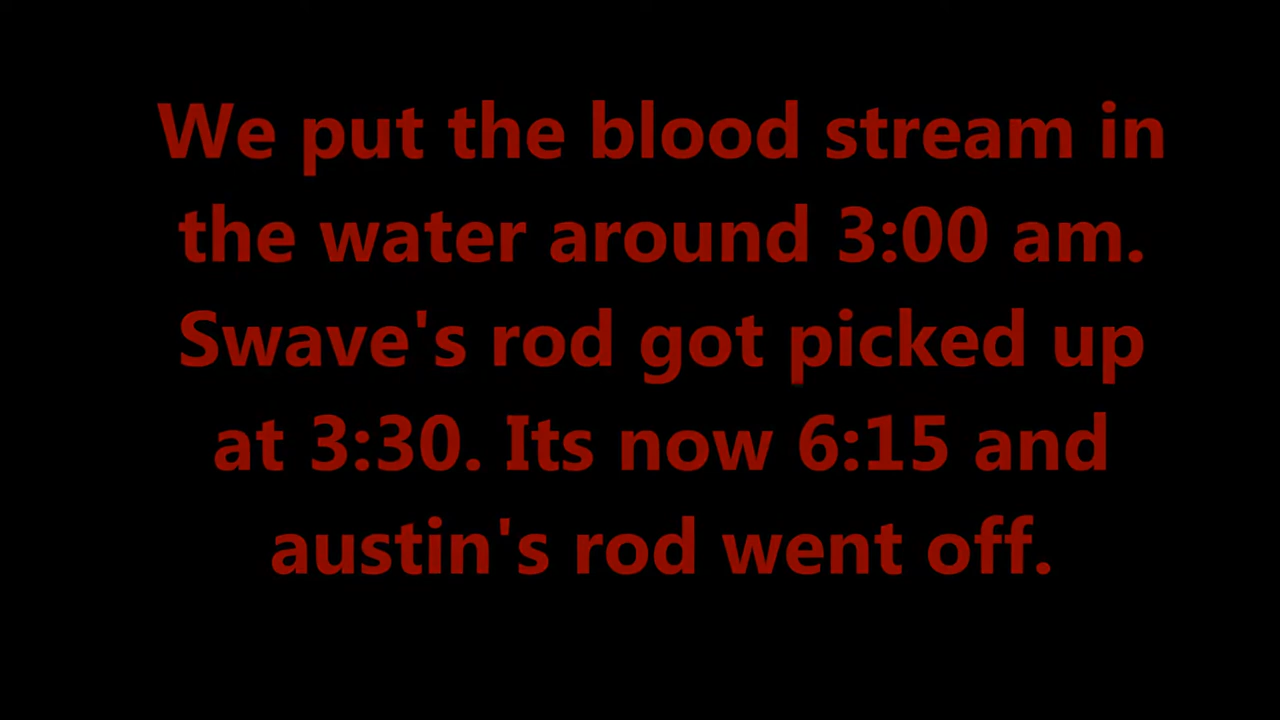 We put the blood stream in
the water around 3:00 am.
Swave's rod got picked up
at 3:30. Its now 6:15 and
austin's rod went off.